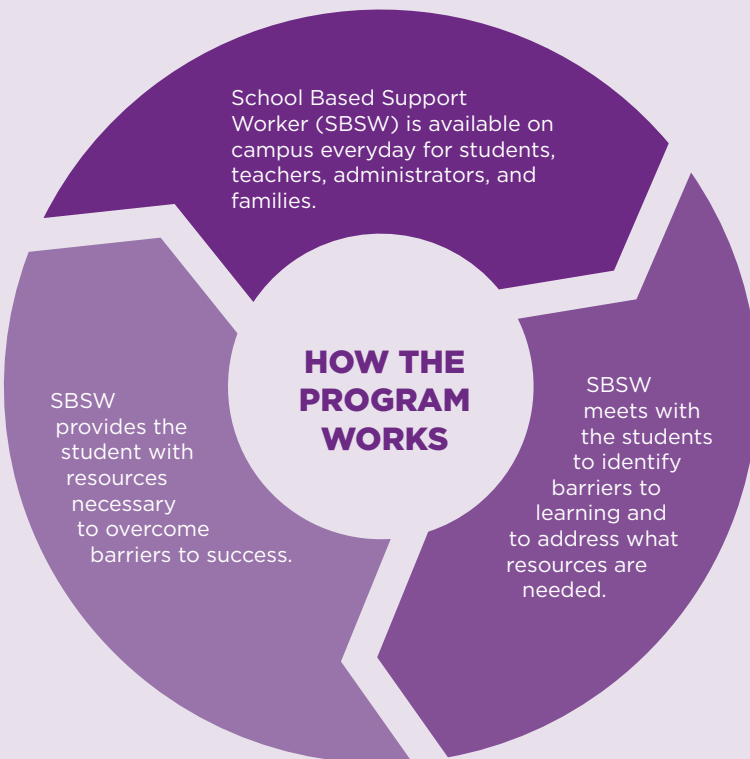 School Based Support
Worker (SBSW) is available on
campus everyday for students,
teachers, administrators, and
families.
HOW THE
PROGRAM
WORKS
SBSW
meets with
the students
to identify
barriers to
learning and
to address what
resources are
needed.
SBSW
provides the
student with
resources
necessary
to overcome
barriers to success.